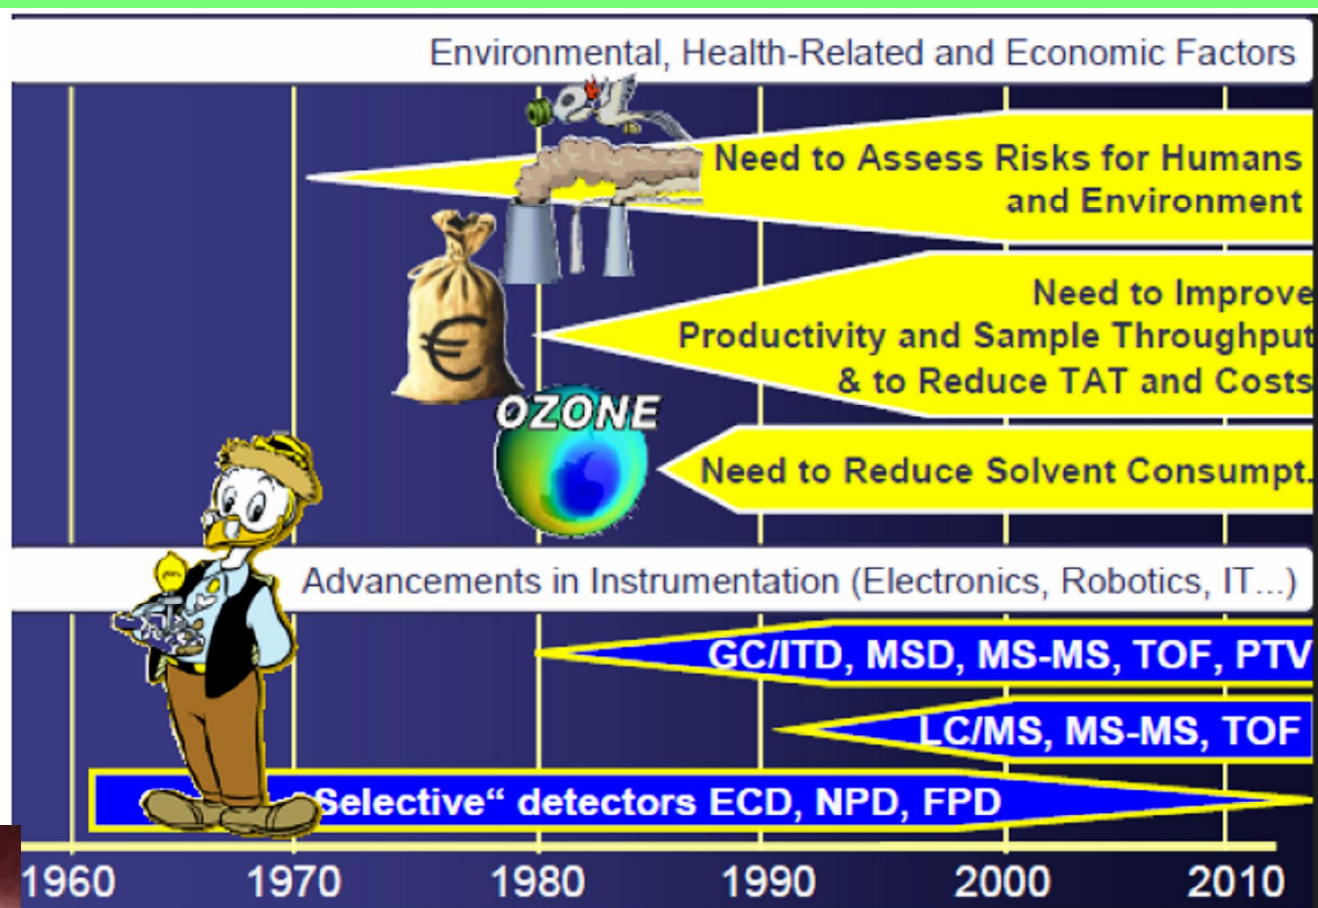 Environmental, Health-Related and Economic Factors
Need to Assess Risks for Humans
and Environment
Need to Improve
Productivity and Sample Throughput
& to Reduce TAT and Costs
€
OZONE
Need to Reduce Solvent Consumpt.
Advancements in Instrumentation (Electronics, Robotics, IT...)
GC/ITD, MSD, MS-MS, TOF, PTV
LC/MS, MS-MS, TOF
„Selective“ detectors ECD, NPD, FPD
1960 1970 1980 1990 2000 2010